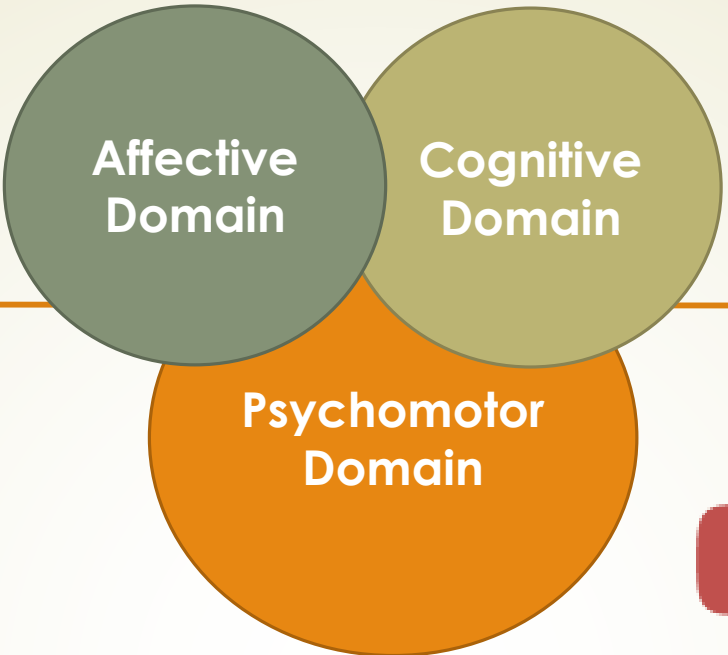 Affective
Domain
Cognitive
Domain
Psychomotor
Domain